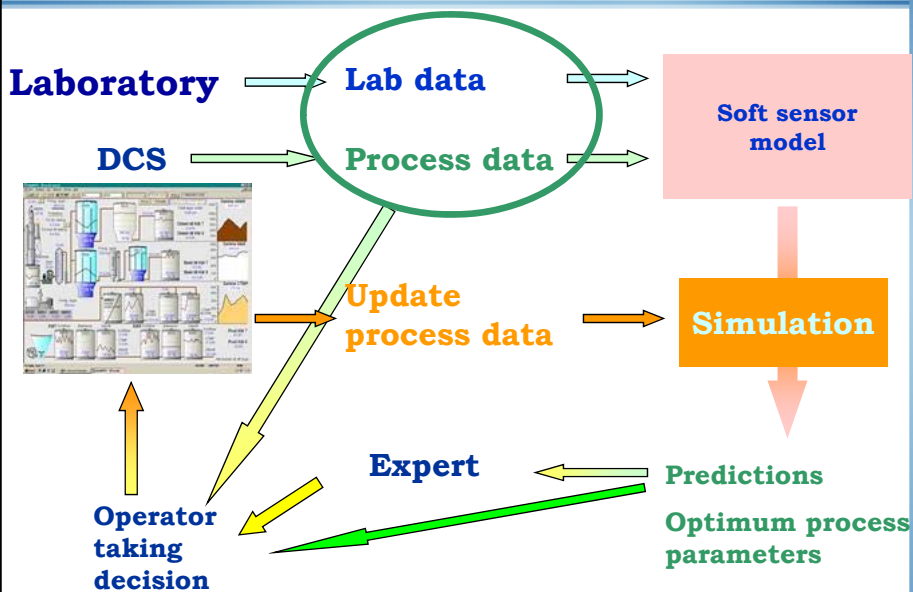 Laboratory
Lab data
Soft sensor
model
DCS
Process data
Update
process data
Simulation
Expert
Predictions
Optimum process
parameters
Operator
taking
decision